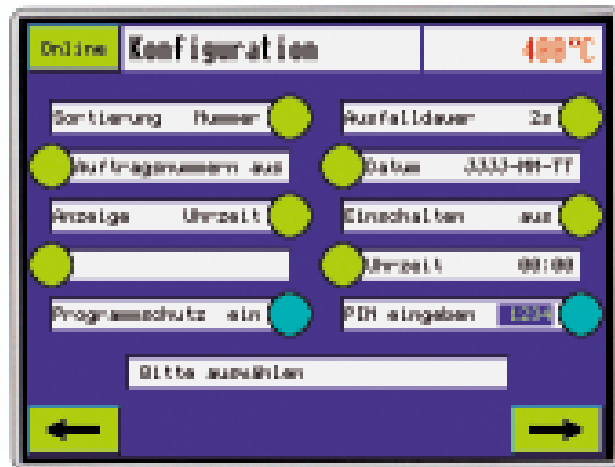 Online Konfiguration 400°C
Sortierung Nummer
Ausfalldauer 2s
Auftragsnummern aus
Datum JJJJ-MM-TT
Anzeige Uhrzeit
Einschalten aus
Uhrzeit 00:00
Programmschutz ein
PIN eingeben 1234
Bitte auswählen